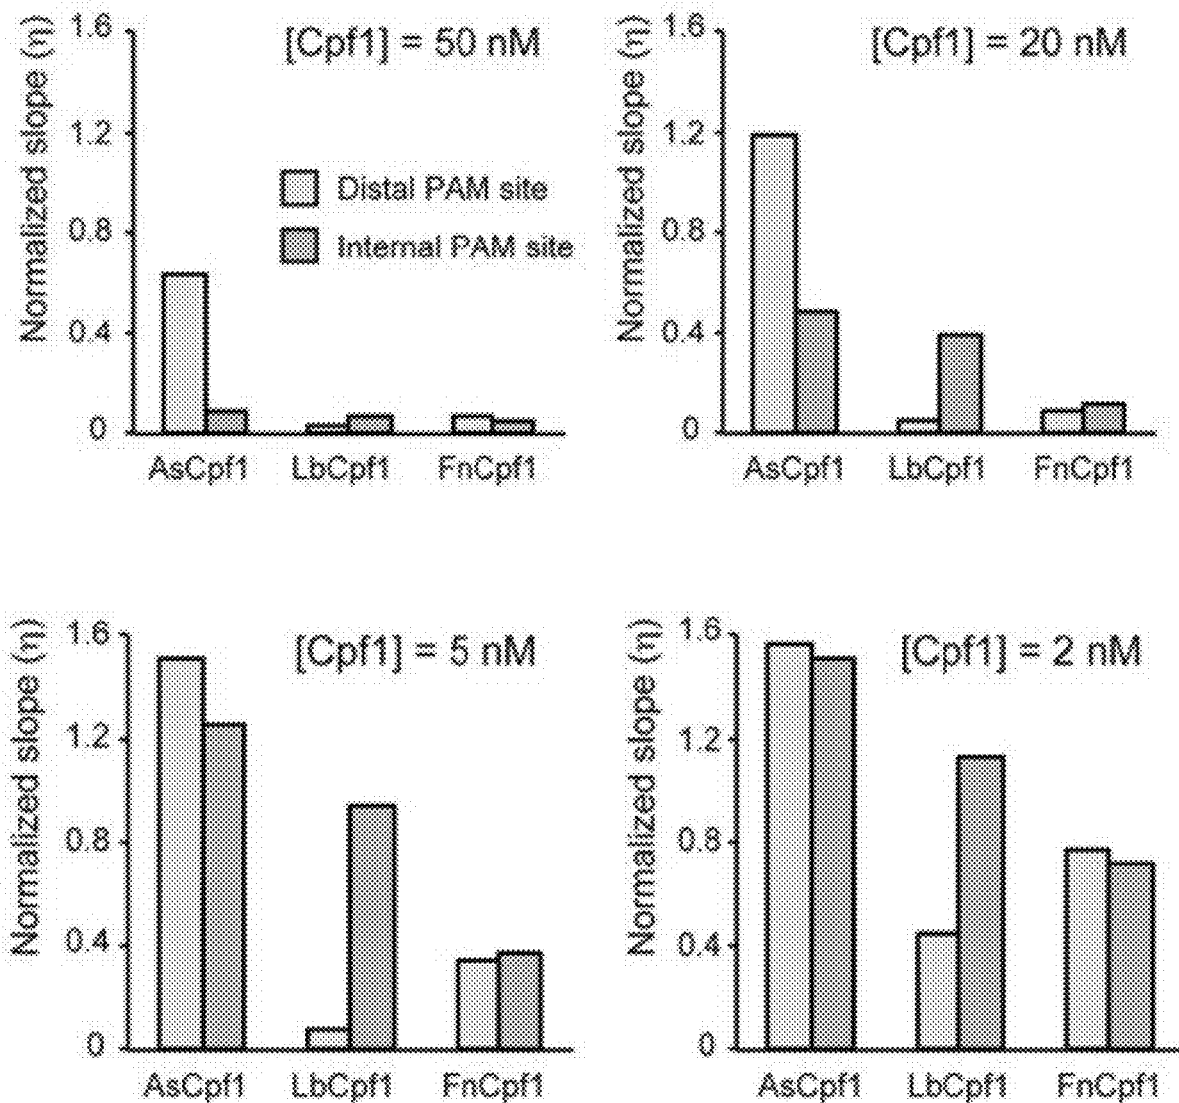 Normalized slope (η)
1.6
1.2
0.8
0.4
0
[Cpf1] = 50 nM
Distal PAM site
Internal PAM site
AsCpf1 LbCpf1 FnCpf1
Normalized slope (η)
1.6
1.2
0.8
0.4
0
[Cpf1] = 20 nM
AsCpf1 LbCpf1 FnCpf1
Normalized slope (η)
1.6
1.2
0.8
0.4
0
[Cpf1] = 5 nM
AsCpf1 LbCpf1 FnCpf1
Normalized slope (η)
1.6
1.2
0.8
0.4
0
[Cpf1] = 2 nM
AsCpf1 LbCpf1 FnCpf1